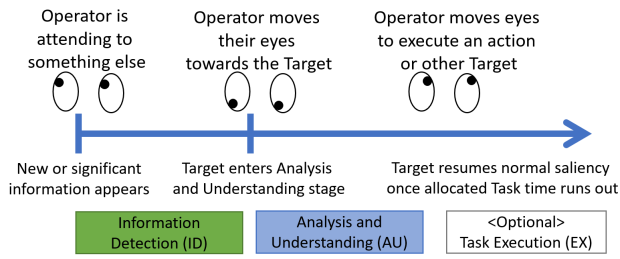 Operator is
attending to
something else
Operator moves
their eyes
towards the Target
Operator moves eyes
to execute an action
or other Target
New or significant
information appears
Target enters Analysis
and Understanding stage
Target resumes normal saliency
once allocated Task time runs out
Information
Detection (ID)
Analysis and
Understanding (AU)
<Optional>
Task Execution (EX)